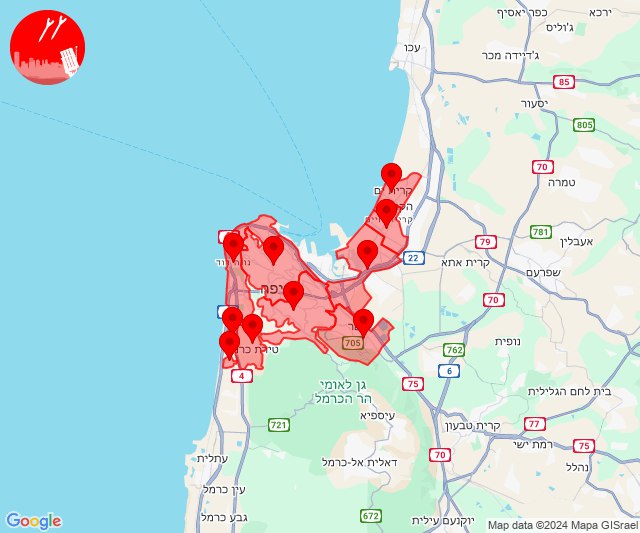 ירכא
כפר יאסיף
ג'וליס
עכו
ג'דיידה מכר
85
יסעור
805
70
קרית ים
טמרה
781
79
אעבלין
22
קרית אתא
שפרעם
70
נופית
705
762
טירת כרמל
6
4
75
גן לאומי
הר הכרמל
בית לחם הגלילית
עיספיא
77
721
קרית טבעון
רמת ישי
75
70
עתלית
דאלית אל-כרמל
נהלל
עין כרמל
672
יוקנעם עילית
גבע כרמל
Google
Map data ©2024 Mapa GISrael